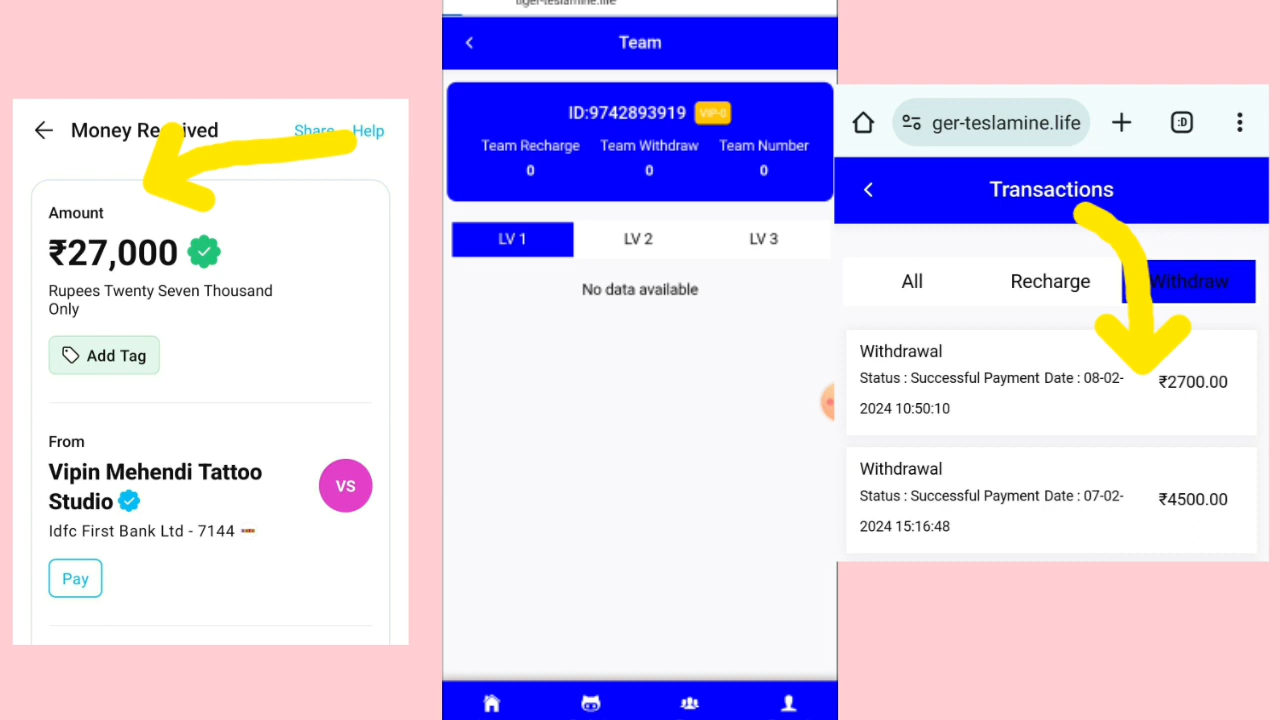 Money Received
Share Help
Amount
₹27,000
Rupees Twenty Seven Thousand
Only
Add Tag
From
Vipin Mehendi Tattoo
Studio
VS
Idfc First Bank Ltd - 7144
Pay
tiger-teslamine.life
Team
ID:9742893919 VIP-0
Team Recharge Team Withdraw Team Number
0 0 0
LV 1 LV 2 LV 3
No data available
ger-teslamine.life
:D
Transactions
All Recharge Withdraw
Withdrawal
Status : Successful Payment Date : 08-02-
2024 10:50:10
₹2700.00
Withdrawal
Status : Successful Payment Date : 07-02-
2024 15:16:48
₹4500.00